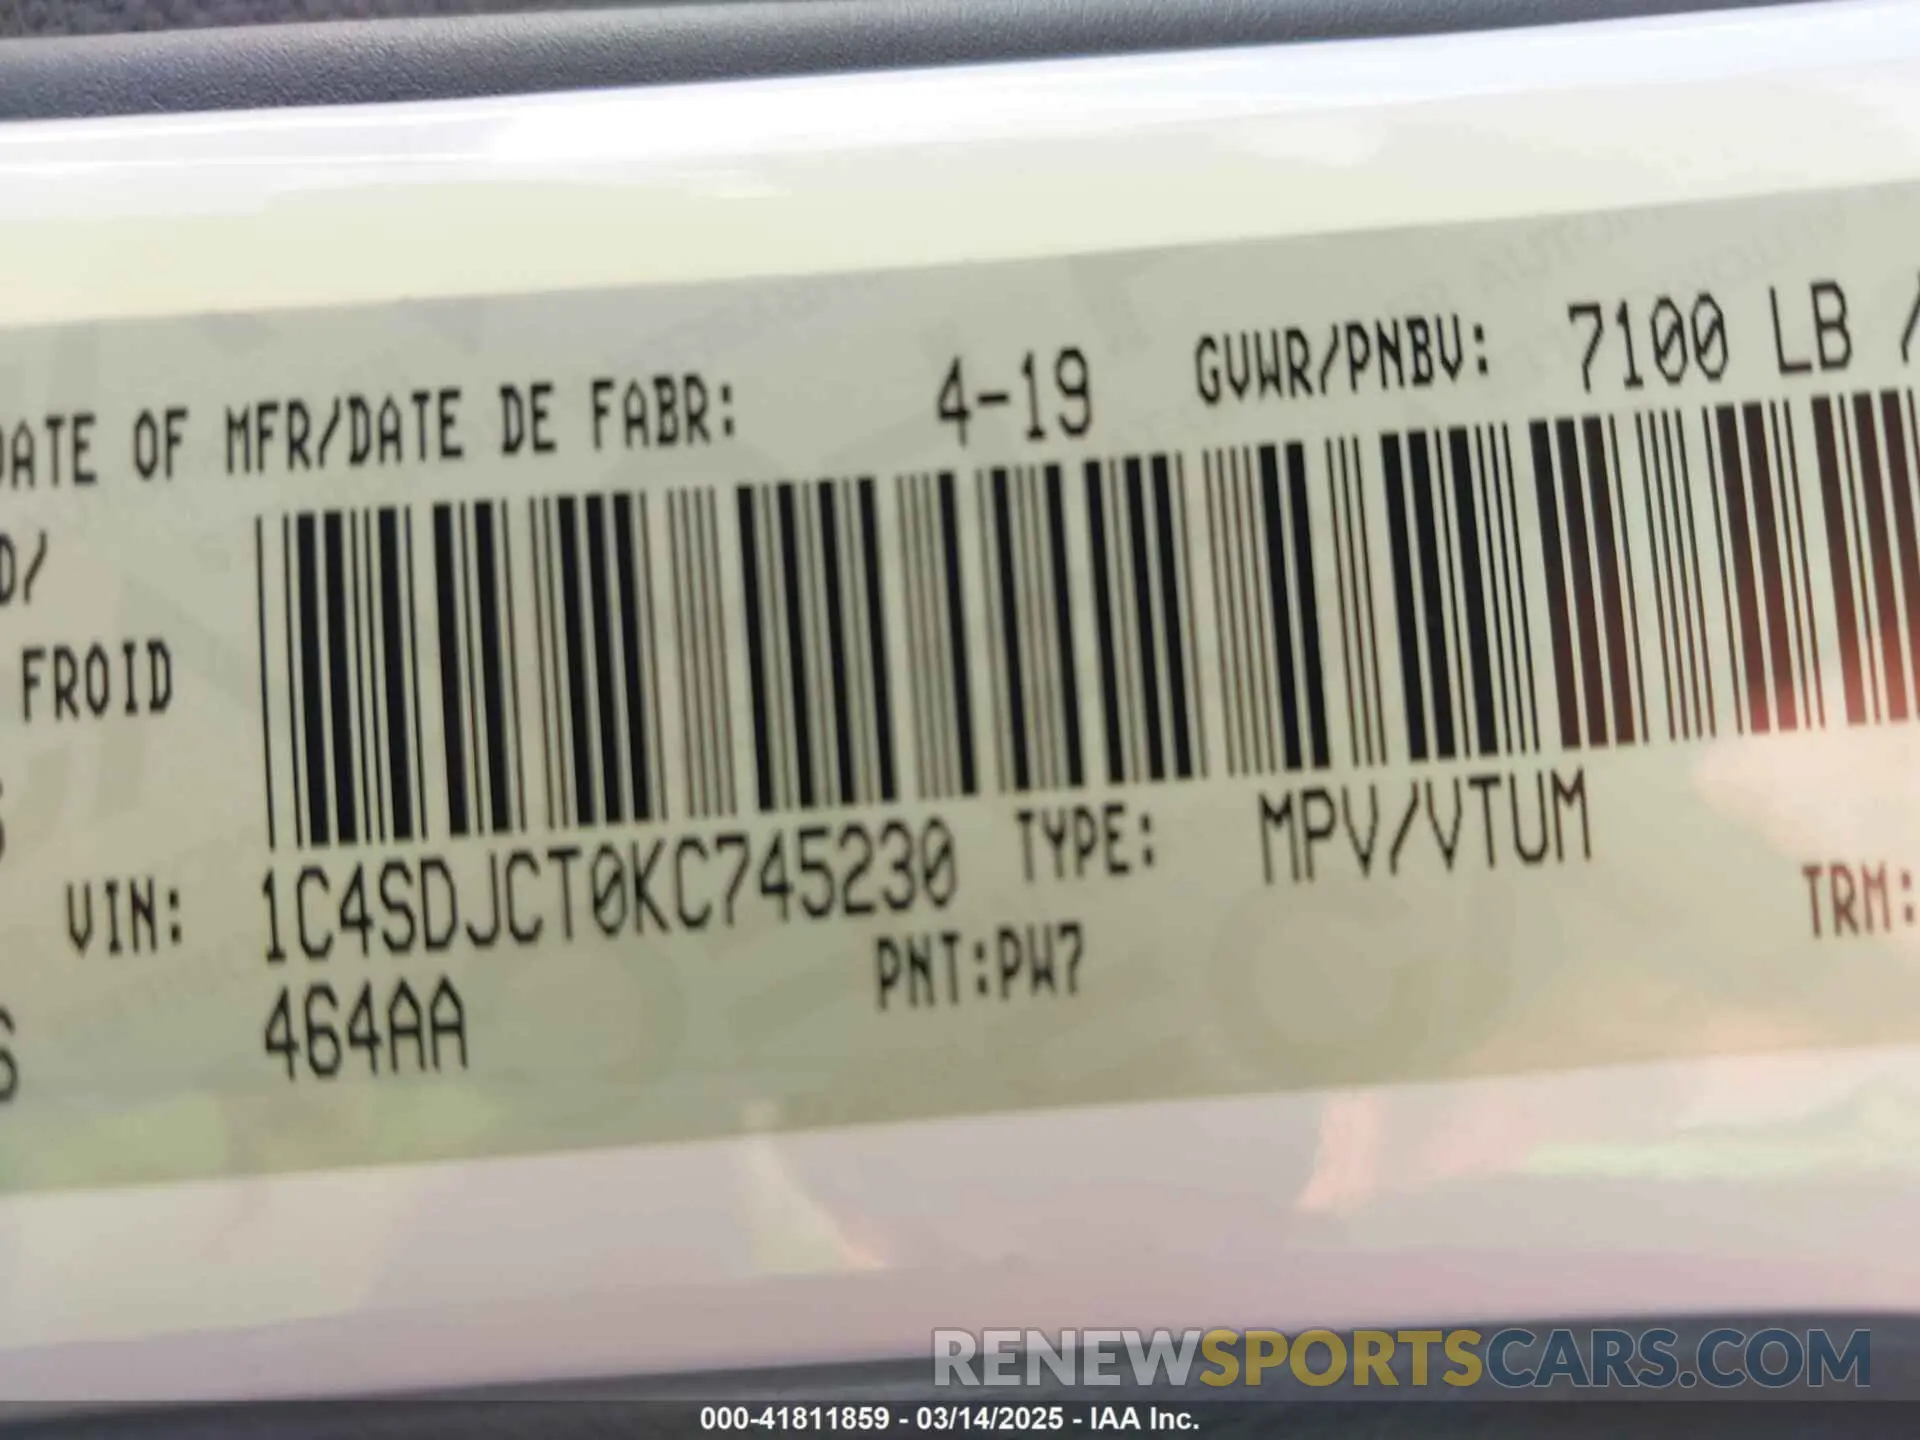 DATE OF MFR/DATE DE FABR: 4-19 GVWR/PNBV: 7100 LB /
D/
FROID
VIN: 1C4SDJCT0KC745230 TYPE: MPV/VTUM
464AA PNT:PW7 TRM:
RENEWSPORTSCARS.COM
000-41811859 - 03/14/2025 - IAA Inc.